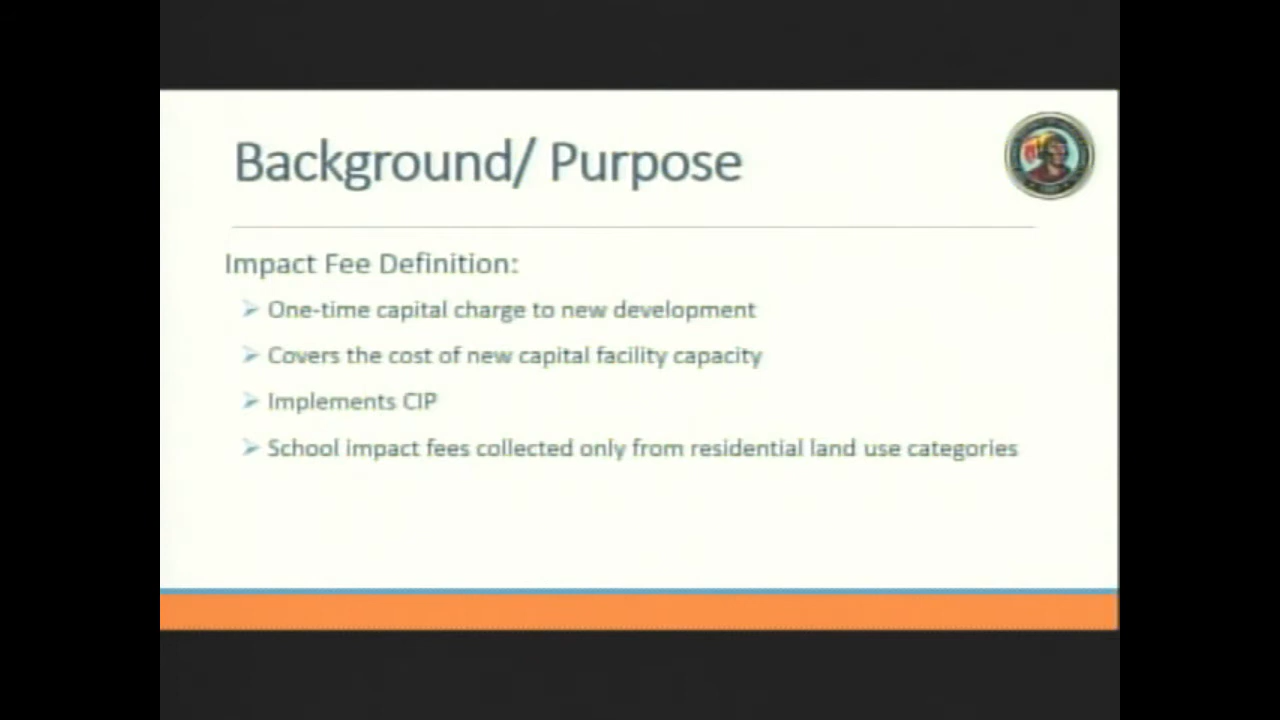 Background/ Purpose
Impact Fee Definition:
One-time capital charge to new development
Covers the cost of new capital facility capacity
Implements CIP
School impact fees collected only from residential land use categories